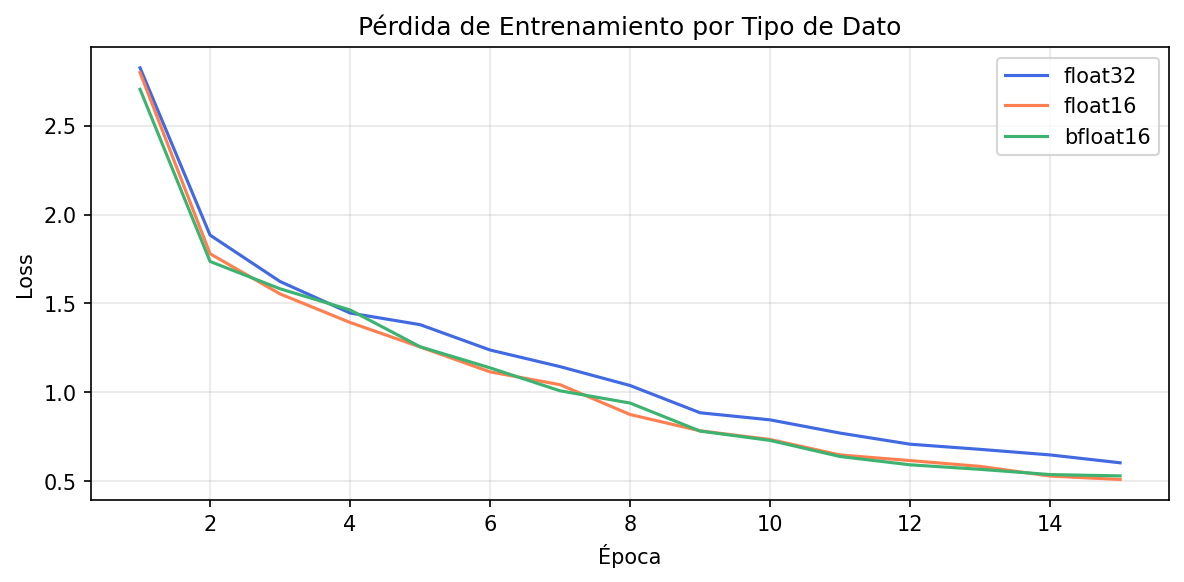 Pérdida de Entrenamiento por Tipo de Dato
float32
float16
bfloat16
Loss
2.5
2.0
1.5
1.0
0.5
2 4 6 8 10 12 14
Época